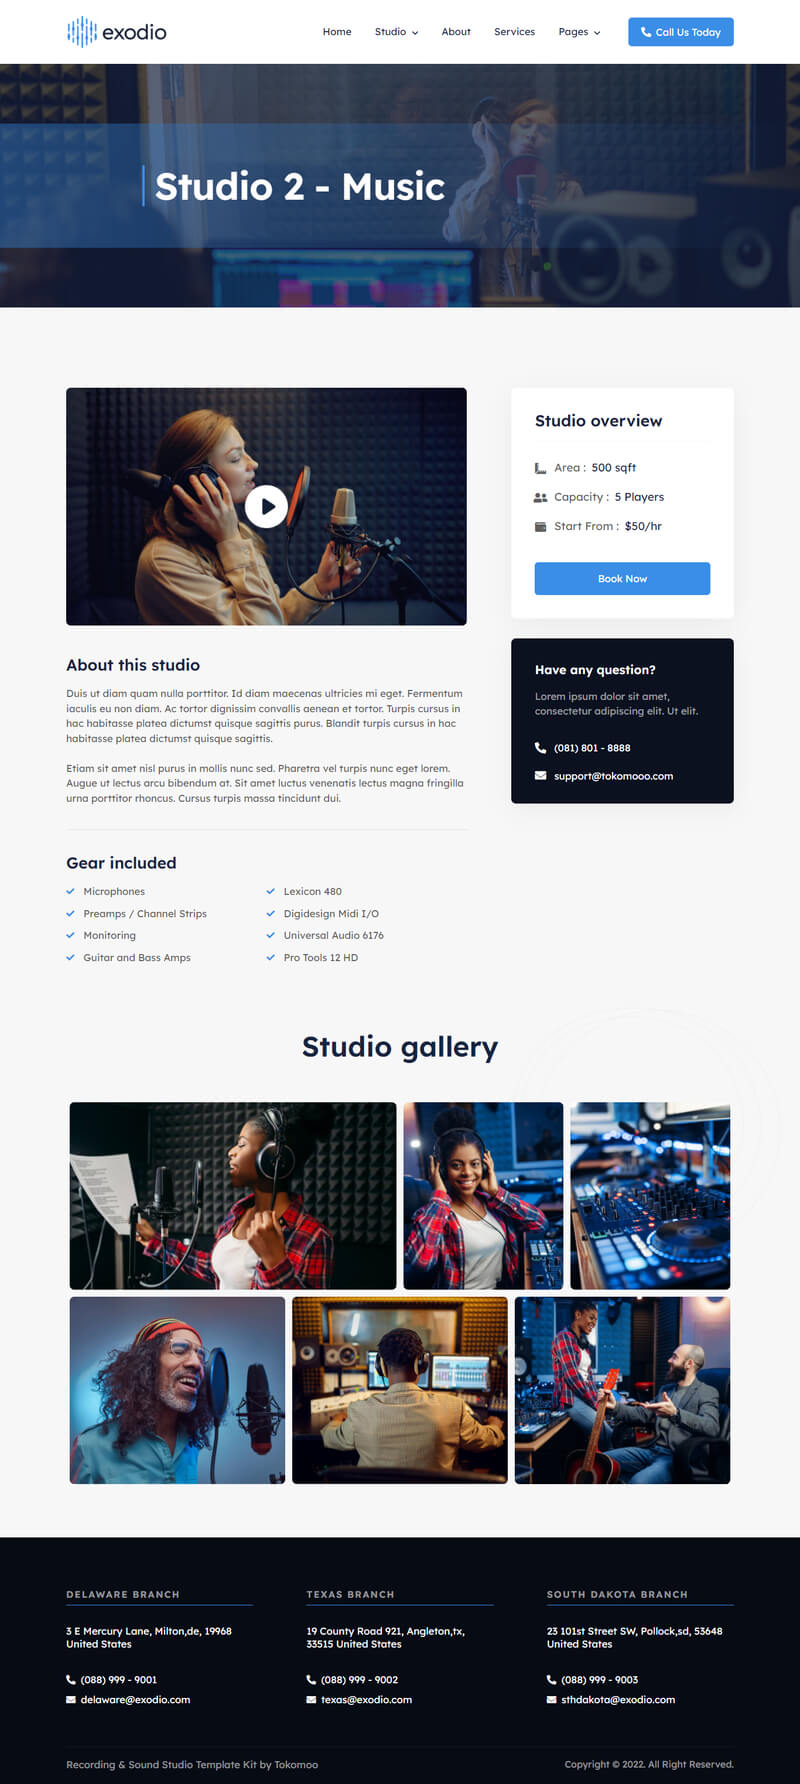 exodio
Home Studio About Services Pages Call Us Today
Studio 2 - Music
About this studio
Duis ut diam quam nulla porttitor. Id diam maecenas ultricies mi eget. Fermentum
iaculis eu non diam. Ac tortor dignissim convallis aenean et tortor. Turpis cursus in
hac habitasse platea dictumst quisque sagittis purus. Blandit turpis cursus in hac
habitasse platea dictumst quisque sagittis.
Etiam sit amet nisl purus in mollis nunc sed. Pharetra vel turpis nunc eget lorem.
Augue ut lectus arcu bibendum at. Sit amet luctus venenatis lectus magna fringilla
urna porttitor rhoncus. Cursus turpis massa tincidunt dui.
Gear included
Microphones
Preamps / Channel Strips
Monitoring
Guitar and Bass Amps
Lexicon 480
Digidesign Midi I/O
Universal Audio 6176
Pro Tools 12 HD
Studio overview
Area : 500 sqft
Capacity : 5 Players
Start From : $50/hr
Book Now
Have any question?
Lorem ipsum dolor sit amet,
consectetur adipiscing elit. Ut elit.
(081) 801 - 8888
support@tokomooo.com
Studio gallery
DELAWARE BRANCH
3 E Mercury Lane, Milton,de, 19968
United States
(088) 999 - 9001
delaware@exodio.com
TEXAS BRANCH
19 County Road 921, Angleton,tx,
33515 United States
(088) 999 - 9002
texas@exodio.com
SOUTH DAKOTA BRANCH
23 101st Street SW, Pollock,sd, 53648
United States
(088) 999 - 9003
sthdakota@exodio.com
Recording & Sound Studio Template Kit by Tokomoo
Copyright © 2022. All Right Reserved.